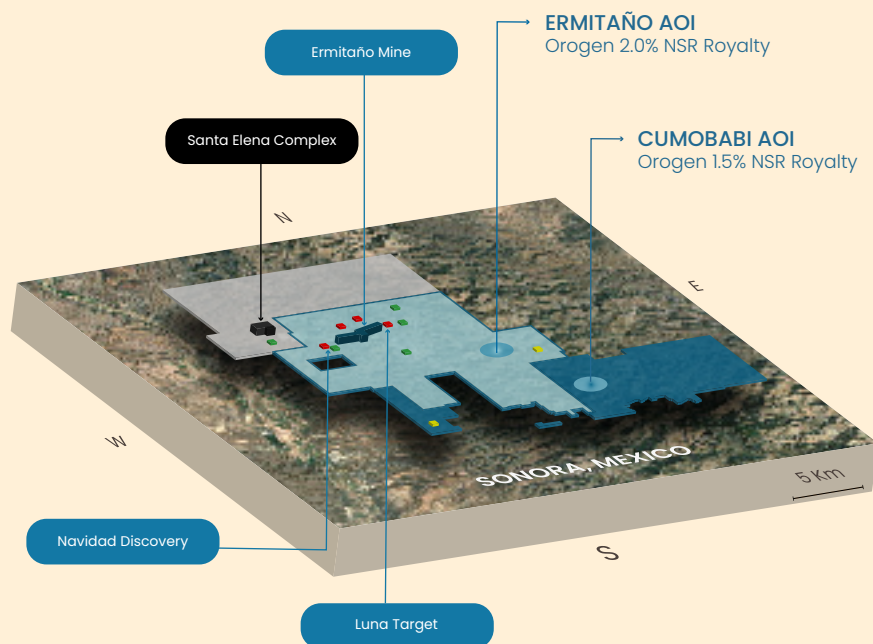 ERMITAÑO AOI
Orogen 2.0% NSR Royalty
Ermitaño Mine
CUMOBABI AOI
Orogen 1.5% NSR Royalty
Santa Elena Complex
N
E
W
SONORA, MEXICO
5 Km
S
Navidad Discovery
Luna Target